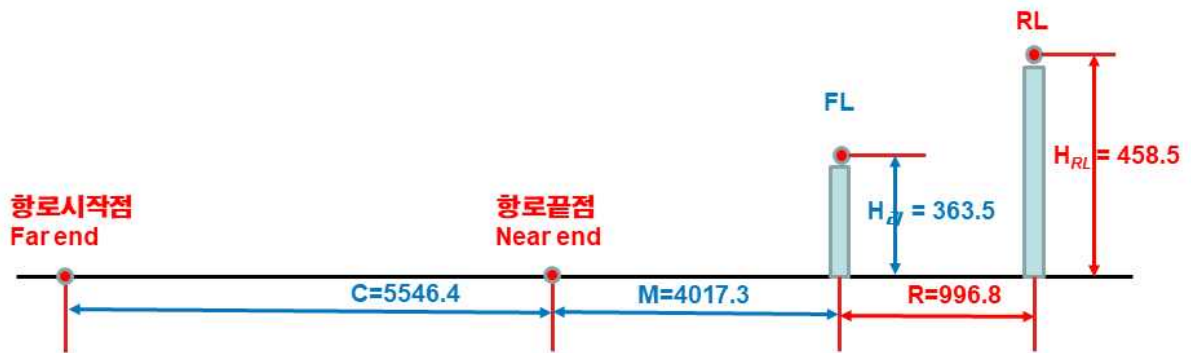 RL
FL
H_RL = 458.5
항로시작점
Far end
항로끝점
Near end
= 363.5
C=5546.4
M=4017.3
R=996.8